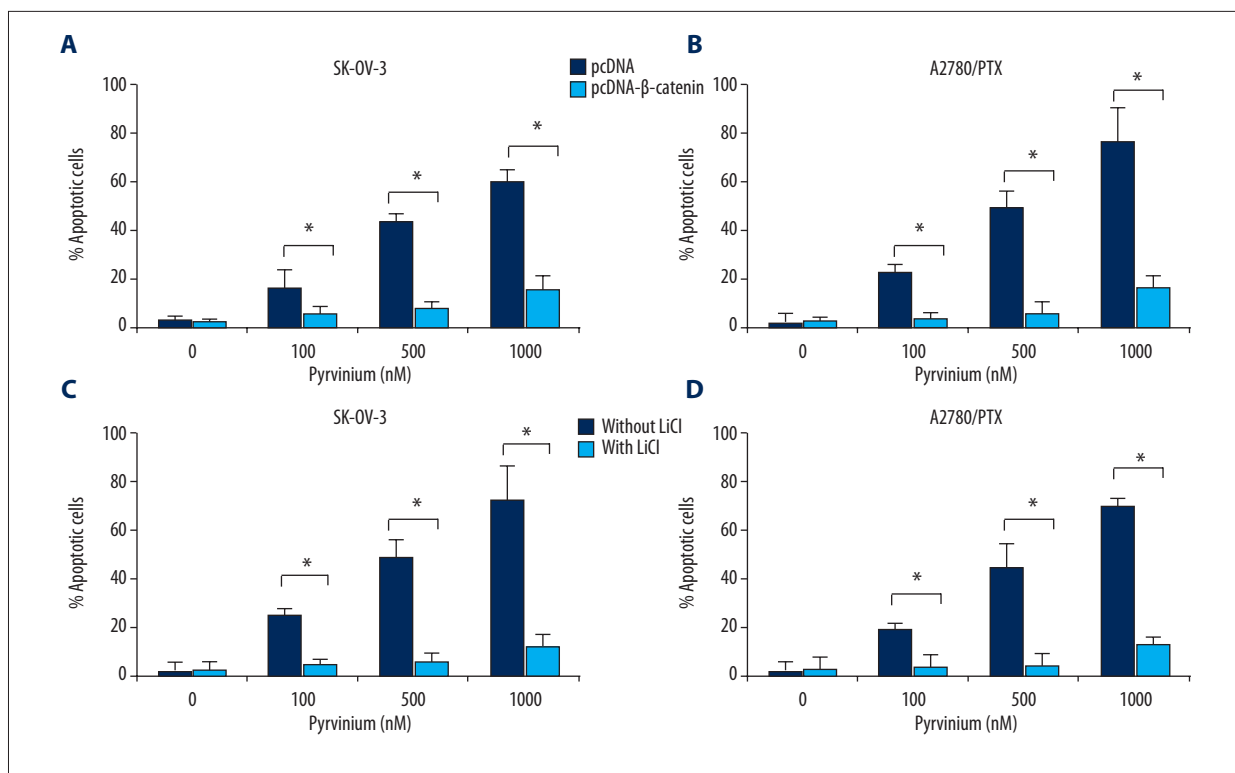 A
SK-OV-3
pcDNA
pcDNA-β-catenin
% Apoptotic cells
100
80
60
40
20
0
*
*
*
0 100 500 1000
Pyrvinium (nM)
B
A2780/PTX
% Apoptotic cells
100
80
60
40
20
0
*
*
*
0 100 500 1000
Pyrvinium (nM)
C
SK-OV-3
Without LiCl
With LiCl
% Apoptotic cells
100
80
60
40
20
0
*
*
*
0 100 500 1000
Pyrvinium (nM)
D
A2780/PTX
% Apoptotic cells
100
80
60
40
20
0
*
*
*
0 100 500 1000
Pyrvinium (nM)